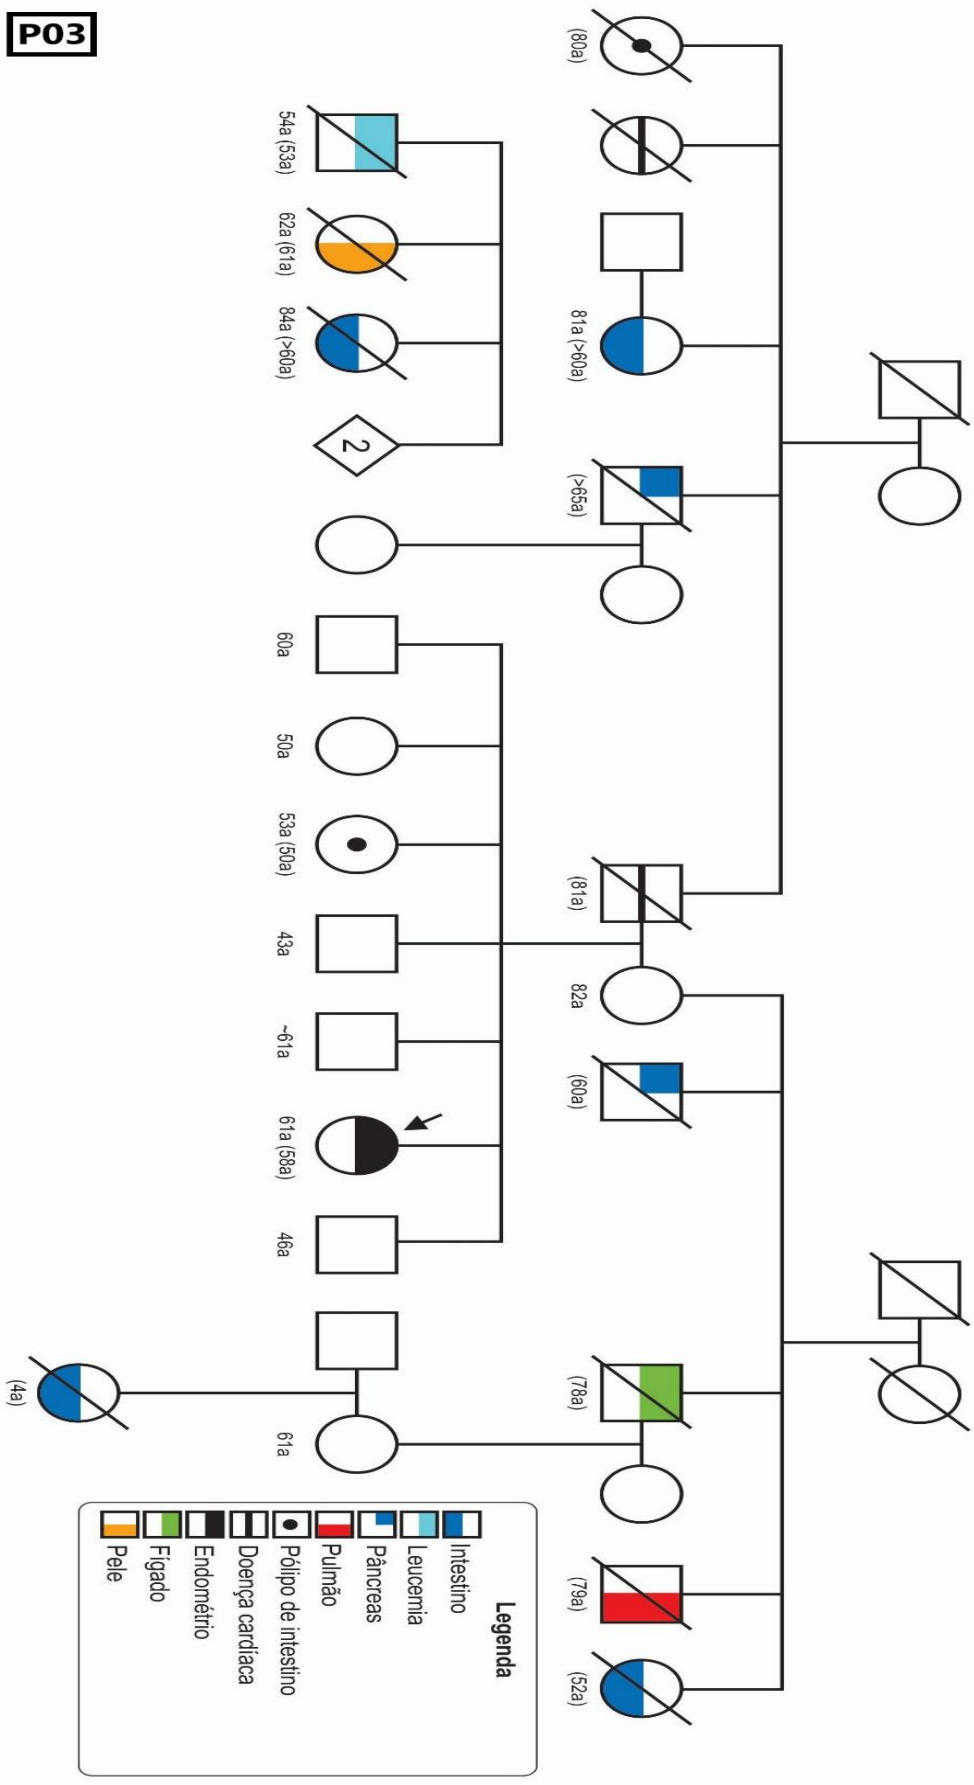 P03
(80a)
81a (>60a)
(>65a)
(81a)
82a
(60a)
(78a)
(79a)
(52a)
54a (53a)
62a (61a)
84a (>60a)
2
60a
50a
53a (50a)
43a
~61a
61a (58a)
46a
61a
(4a)
Legenda
Intestino
Leucemia
Pâncreas
Pulmão
Pólipo de intestino
Doença cardíaca
Endométrio
Fígado
Pele